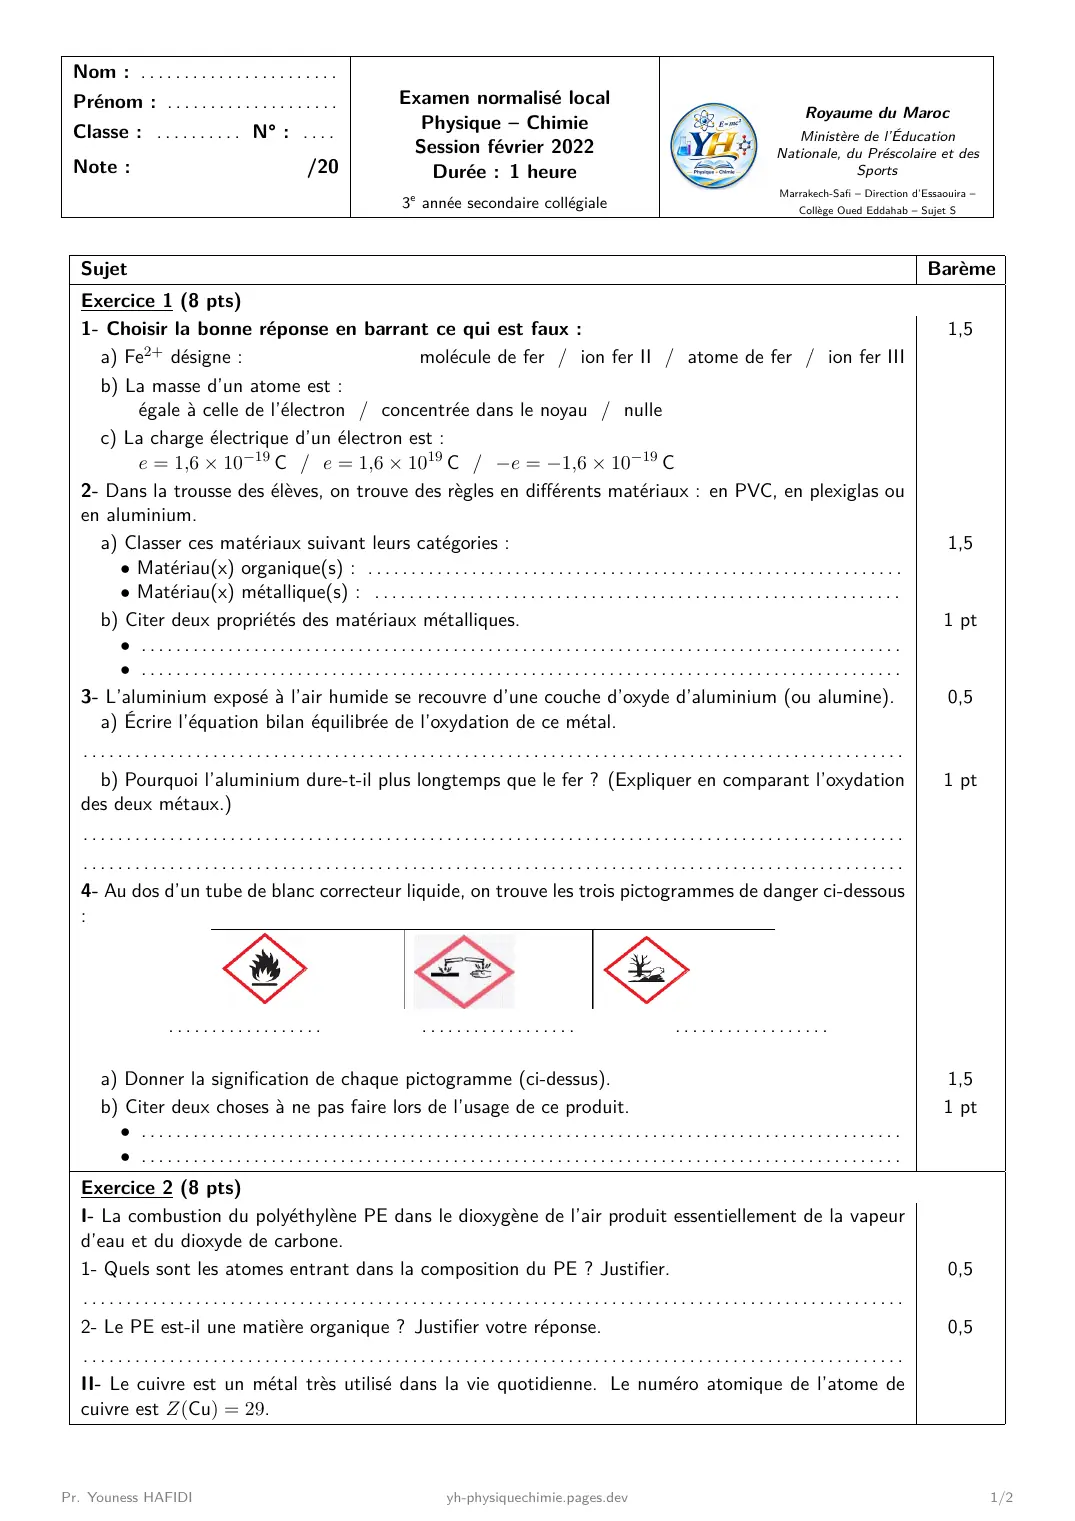 Nom : .......................
Prénom : ....................
Classe : .......... N° : ....
Note : /20
Examen normalisé local
Physique – Chimie
Session février 2022
Durée : 1 heure
3e année secondaire collégiale
E=mc²
YH
Physique - Chimie
Royaume du Maroc
Ministère de l'Éducation
Nationale, du Préscolaire et des
Sports
Marrakech-Safi – Direction d'Essaouira –
Collège Oued Eddahab – Sujet S
Sujet Barème
Exercice 1 (8 pts)
1- Choisir la bonne réponse en barrant ce qui est faux : 1,5
a) Fe²⁺ désigne : molécule de fer / ion fer II / atome de fer / ion fer III
b) La masse d'un atome est :
égale à celle de l'électron / concentrée dans le noyau / nulle
c) La charge électrique d'un électron est :
e = 1,6 × 10⁻¹⁹ C / e = 1,6 × 10¹⁹ C / −e = −1,6 × 10⁻¹⁹ C
2- Dans la trousse des élèves, on trouve des règles en différents matériaux : en PVC, en plexiglas ou
en aluminium.
a) Classer ces matériaux suivant leurs catégories : 1,5
• Matériau(x) organique(s) : ..............................................................
• Matériau(x) métallique(s) : .............................................................
b) Citer deux propriétés des matériaux métalliques. 1 pt
• ........................................................................................
• ........................................................................................
3- L'aluminium exposé à l'air humide se recouvre d'une couche d'oxyde d'aluminium (ou alumine). 0,5
a) Écrire l'équation bilan équilibrée de l'oxydation de ce métal.
...............................................................................................
b) Pourquoi l'aluminium dure-t-il plus longtemps que le fer ? (Expliquer en comparant l'oxydation 1 pt
des deux métaux.)
...............................................................................................
...............................................................................................
4- Au dos d'un tube de blanc correcteur liquide, on trouve les trois pictogrammes de danger ci-dessous
:
.................. .................. ..................
a) Donner la signification de chaque pictogramme (ci-dessus). 1,5
b) Citer deux choses à ne pas faire lors de l'usage de ce produit. 1 pt
• ........................................................................................
• ........................................................................................
Exercice 2 (8 pts)
I- La combustion du polyéthylène PE dans le dioxygène de l'air produit essentiellement de la vapeur
d'eau et du dioxyde de carbone.
1- Quels sont les atomes entrant dans la composition du PE ? Justifier. 0,5
...............................................................................................
2- Le PE est-il une matière organique ? Justifier votre réponse. 0,5
...............................................................................................
II- Le cuivre est un métal très utilisé dans la vie quotidienne. Le numéro atomique de l'atome de
cuivre est Z(Cu) = 29.
Pr. Youness HAFIDI yh-physiquechimie.pages.dev 1/2